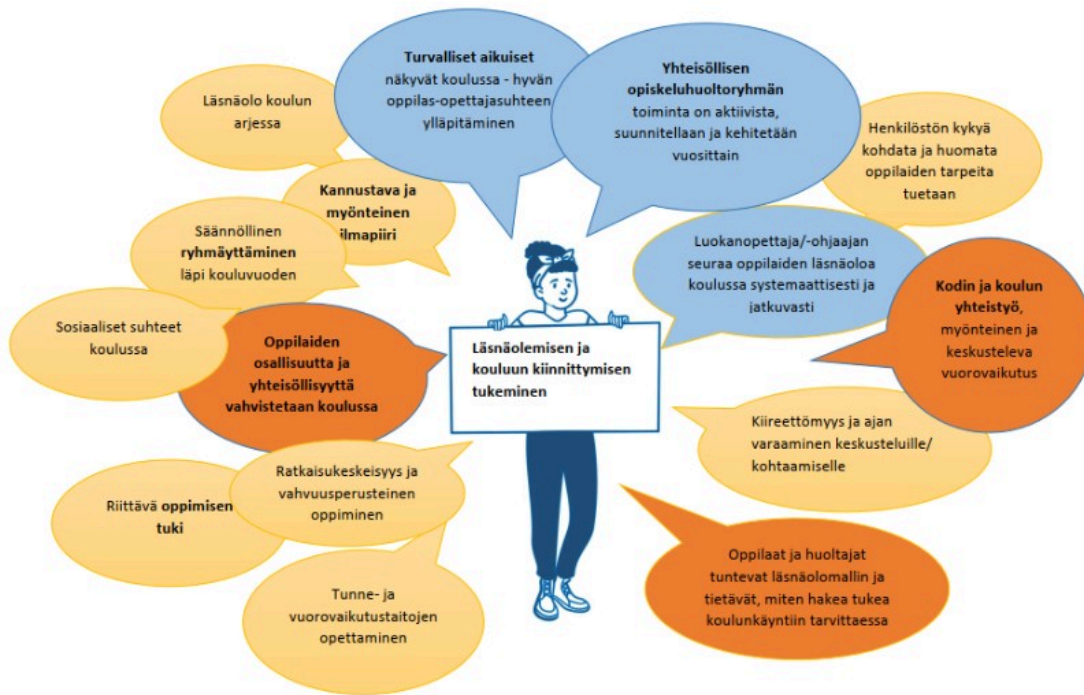 Turvalliset aikuiset
näkyvät koulussa - hyvän
oppilas-opettajasuhteen
ylläpitäminen
Yhteisöllisen
opiskeluhuoltoryhmän
toiminta on aktiivista,
suunnitellaan ja kehitetään
vuosittain
Läsnäolo koulun
arjessa
Henkilöstön kykyä
kohdata ja huomata
oppilaiden tarpeita
tuetaan
Kannustava ja
myönteinen
ilmapiiri
Säännöllinen
ryhmäyttäminen
läpi kouluvuoden
Luokanopettaja/-ohjaajan
seuraa oppilaiden läsnäoloa
koulussa systemaattisesti ja
jatkuvasti
Kodin ja koulun
yhteistyö,
myönteinen ja
keskusteleva
vuorovaikutus
Sosiaaliset suhteet
koulussa
Oppilaiden
osallisuutta ja
yhteisöllisyyttä
vahvistetaan koulussa
Läsnäolemisen ja
kouluun kiinnittymisen
tukeminen
Kiireettömyys ja ajan
varaaminen keskusteluille/
kohtaamiselle
Ratkaisukeskeisyys ja
vahvuusperusteinen
oppiminen
Riittävä oppimisen
tuki
Oppilaat ja huoltajat
tuntevat läsnäolomallin ja
tietävät, miten hakea tukea
koulunkäyntiin tarvittaessa
Tunne- ja
vuorovaikutustaitojen
opettaminen